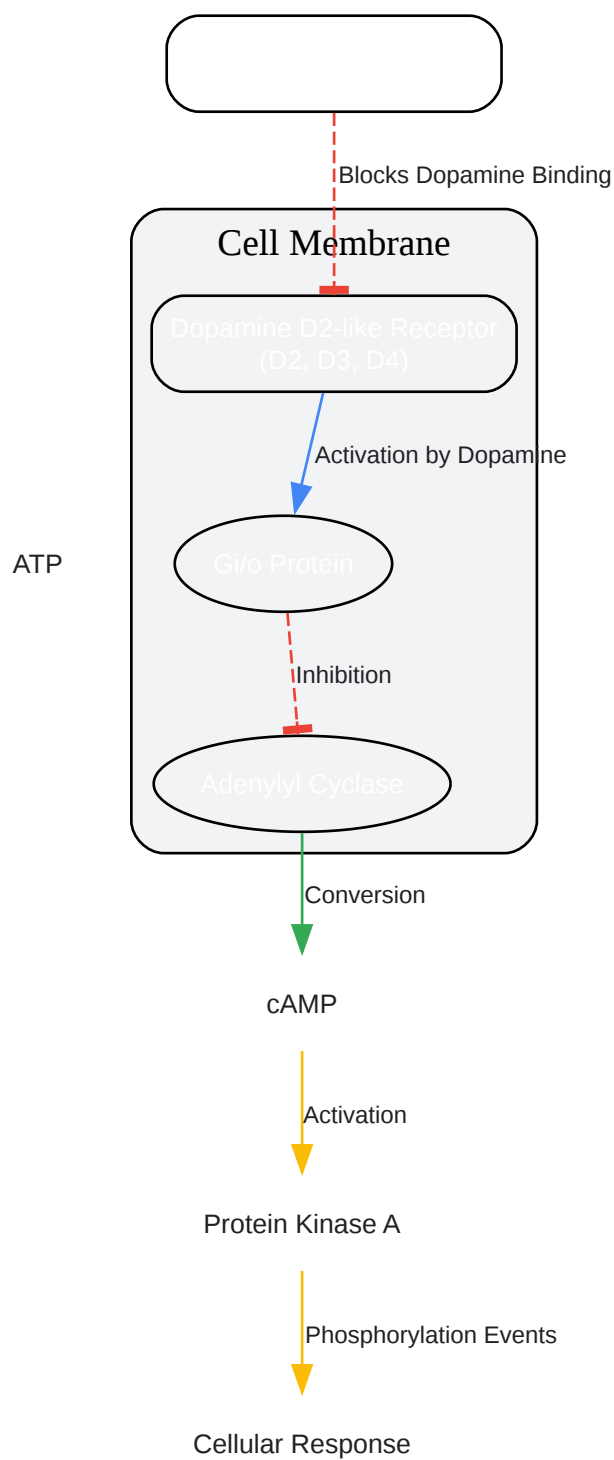 Blocks Dopamine Binding
Cell Membrane
Dopamine D2-like Receptor
(D2, D3, D4)
Activation by Dopamine
ATP
Gi/o Protein
Inhibition
Adenylyl Cyclase
Conversion
cAMP
Activation
Protein Kinase A
Phosphorylation Events
Cellular Response